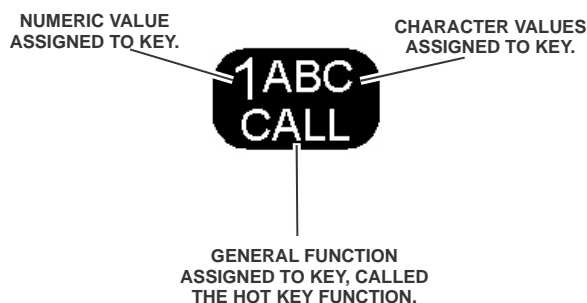 NUMERIC VALUE
ASSIGNED TO KEY.
CHARACTER VALUES
ASSIGNED TO KEY.
1ABC
CALL
GENERAL FUNCTION
ASSIGNED TO KEY, CALLED
THE HOT KEY FUNCTION.